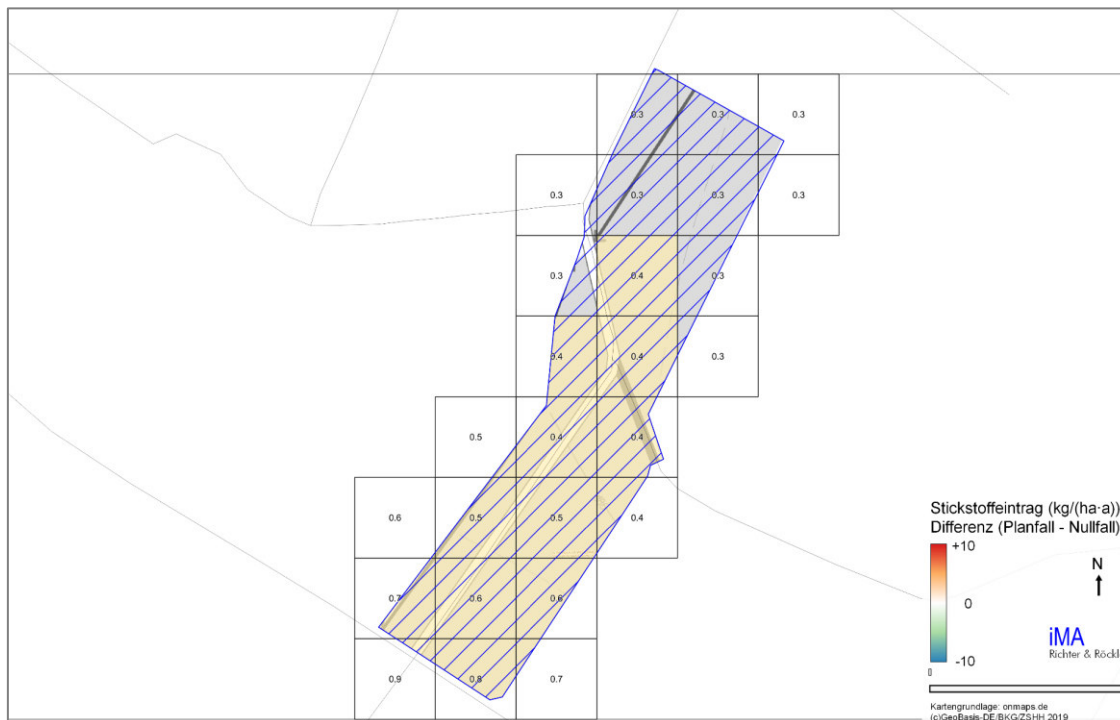 0.3 0.3 0.3
0.3 0.3 0.3
0.3 0.4 0.3
0.4 0.4 0.3
0.5 0.4 0.4
0.6 0.5 0.5 0.4
0.7 0.6 0.6
0.9 0.8 0.7
Stickstoffeintrag (kg/(ha·a))
Differenz (Planfall - Nullfall)
+10
0
-10
N
iMA
Richter & Röckl
0
Kartengrundlage: onmaps.de
(c)GeoBasis-DE/BKG/ZSHH 2019